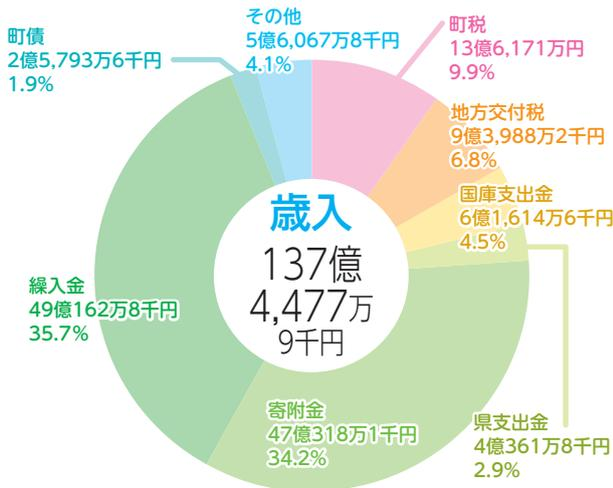 その他
5億6,067万8千円
4.1%
町税
13億6,171万円
9.9%
町債
2億5,793万6千円
1.9%
地方交付税
9億3,988万2千円
6.8%
国庫支出金
6億1,614万6千円
4.5%
歳入
137億
4,477万
9千円
繰入金
49億162万8千円
35.7%
寄附金
47億318万1千円
34.2%
県支出金
4億361万8千円
2.9%